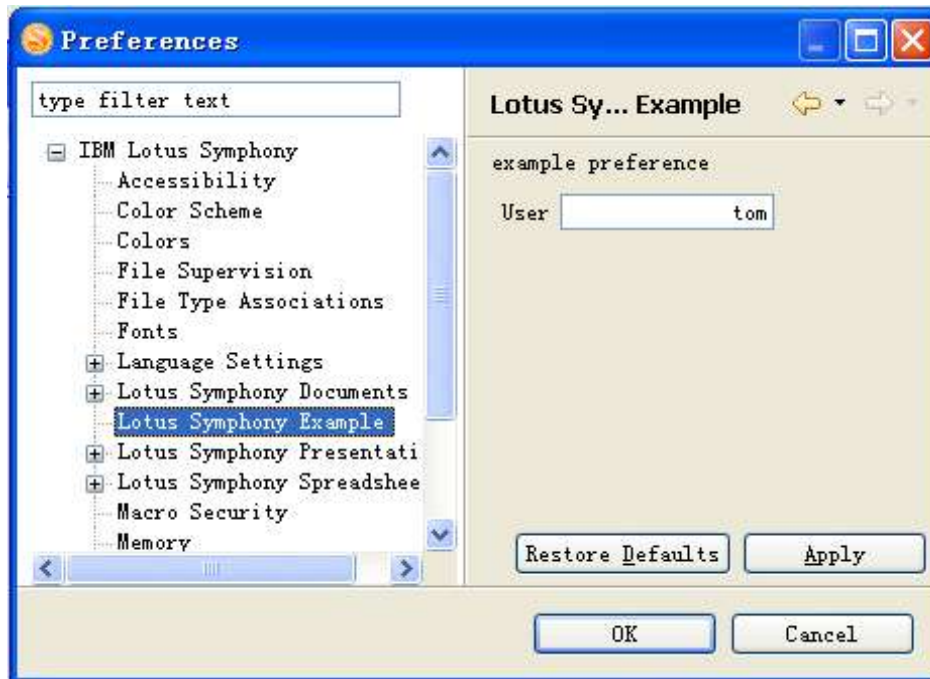 Preferences
type filter text
IBM Lotus Symphony
Accessibility
Color Scheme
Colors
File Supervision
File Type Associations
Fonts
Language Settings
Lotus Symphony Documents
Lotus Symphony Example
Lotus Symphony Presentati
Lotus Symphony Spreadshee
Macro Security
Memory
Lotus Sy... Example
example preference
User tom
Restore Defaults Apply
OK Cancel